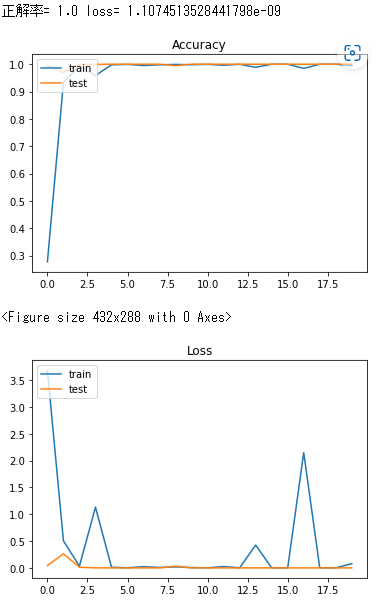 正解率= 1.0 loss= 1.1074513528441798e-09
Accuracy
1.0
0.9
0.8
0.7
0.6
0.5
0.4
0.3
train
test
0.0 2.5 5.0 7.5 10.0 12.5 15.0 17.5
<Figure size 432x288 with 0 Axes>
Loss
3.5
3.0
2.5
2.0
1.5
1.0
0.5
0.0
train
test
0.0 2.5 5.0 7.5 10.0 12.5 15.0 17.5